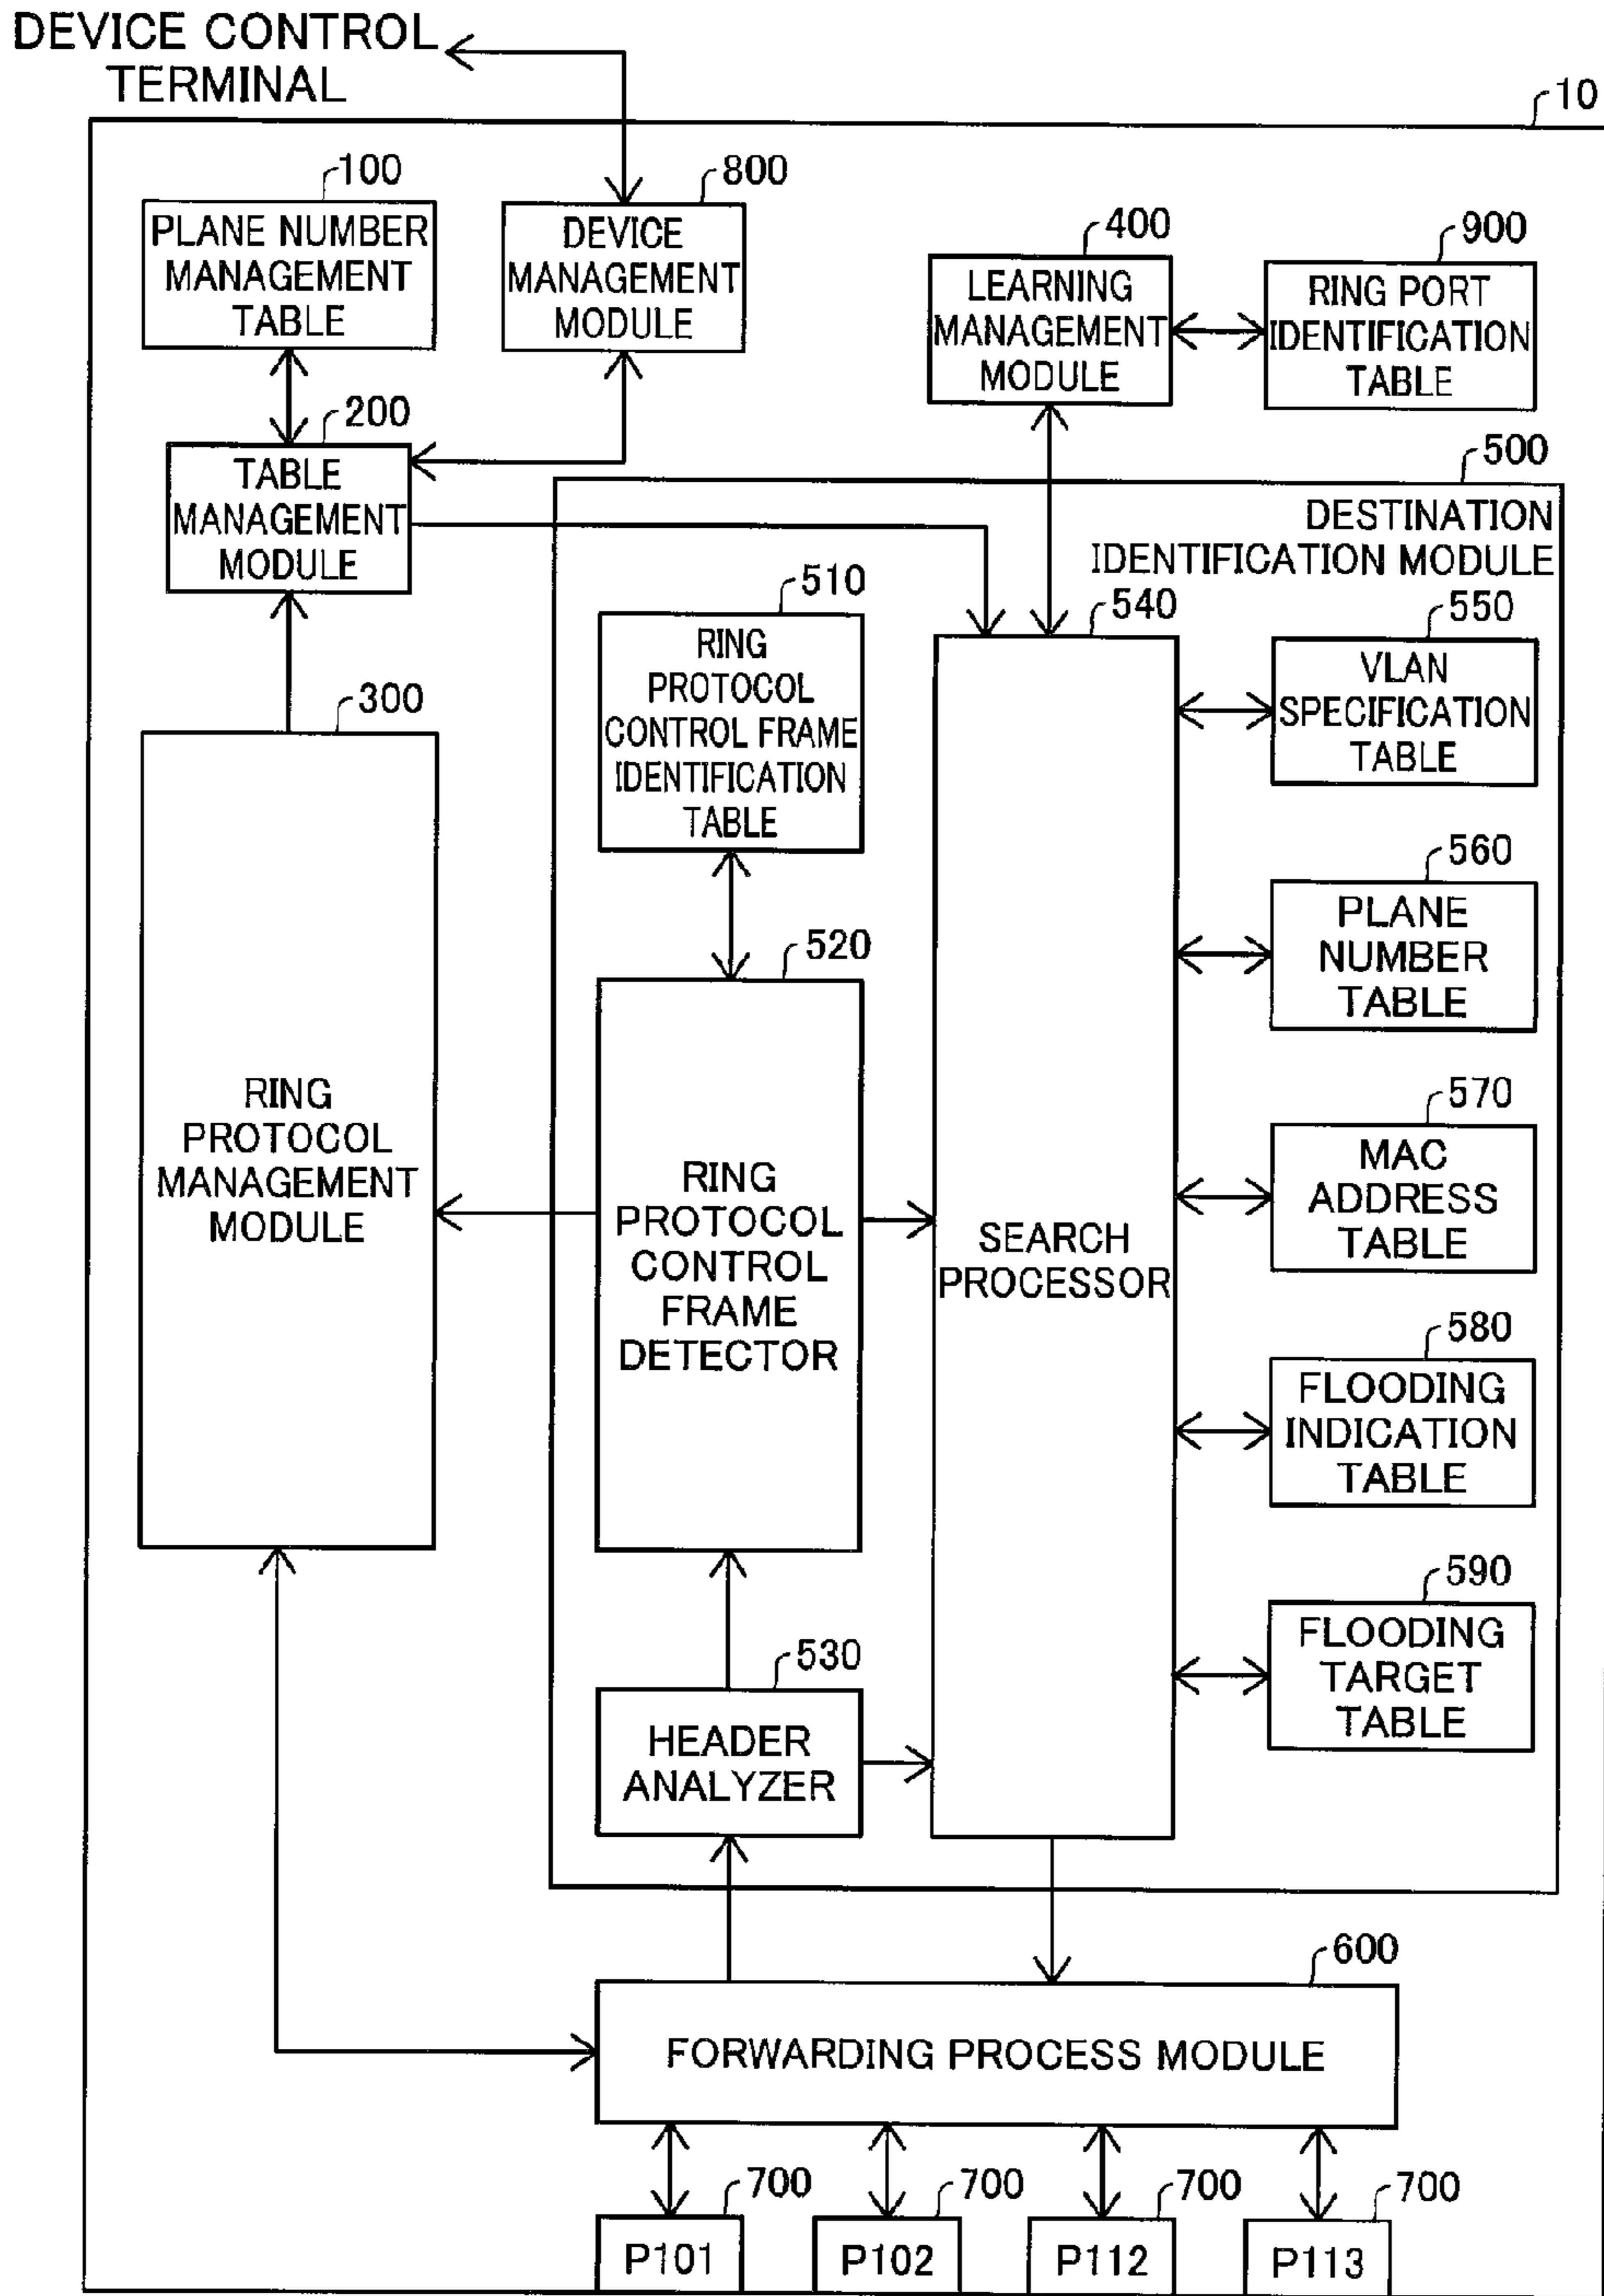 DEVICE CONTROL
TERMINAL
10
100
PLANE NUMBER
MANAGEMENT
TABLE
800
DEVICE
MANAGEMENT
MODULE
400
LEARNING
MANAGEMENT
MODULE
900
RING PORT
IDENTIFICATION
TABLE
200
TABLE
MANAGEMENT
MODULE
500
DESTINATION
IDENTIFICATION MODULE
510
RING
PROTOCOL
CONTROL FRAME
IDENTIFICATION
TABLE
540
SEARCH
PROCESSOR
550
VLAN
SPECIFICATION
TABLE
300
RING
PROTOCOL
MANAGEMENT
MODULE
560
PLANE
NUMBER
TABLE
520
RING
PROTOCOL
CONTROL
FRAME
DETECTOR
570
MAC
ADDRESS
TABLE
580
FLOODING
INDICATION
TABLE
590
FLOODING
TARGET
TABLE
530
HEADER
ANALYZER
600
FORWARDING PROCESS MODULE
700
P101
700
P102
700
P112
700
P113